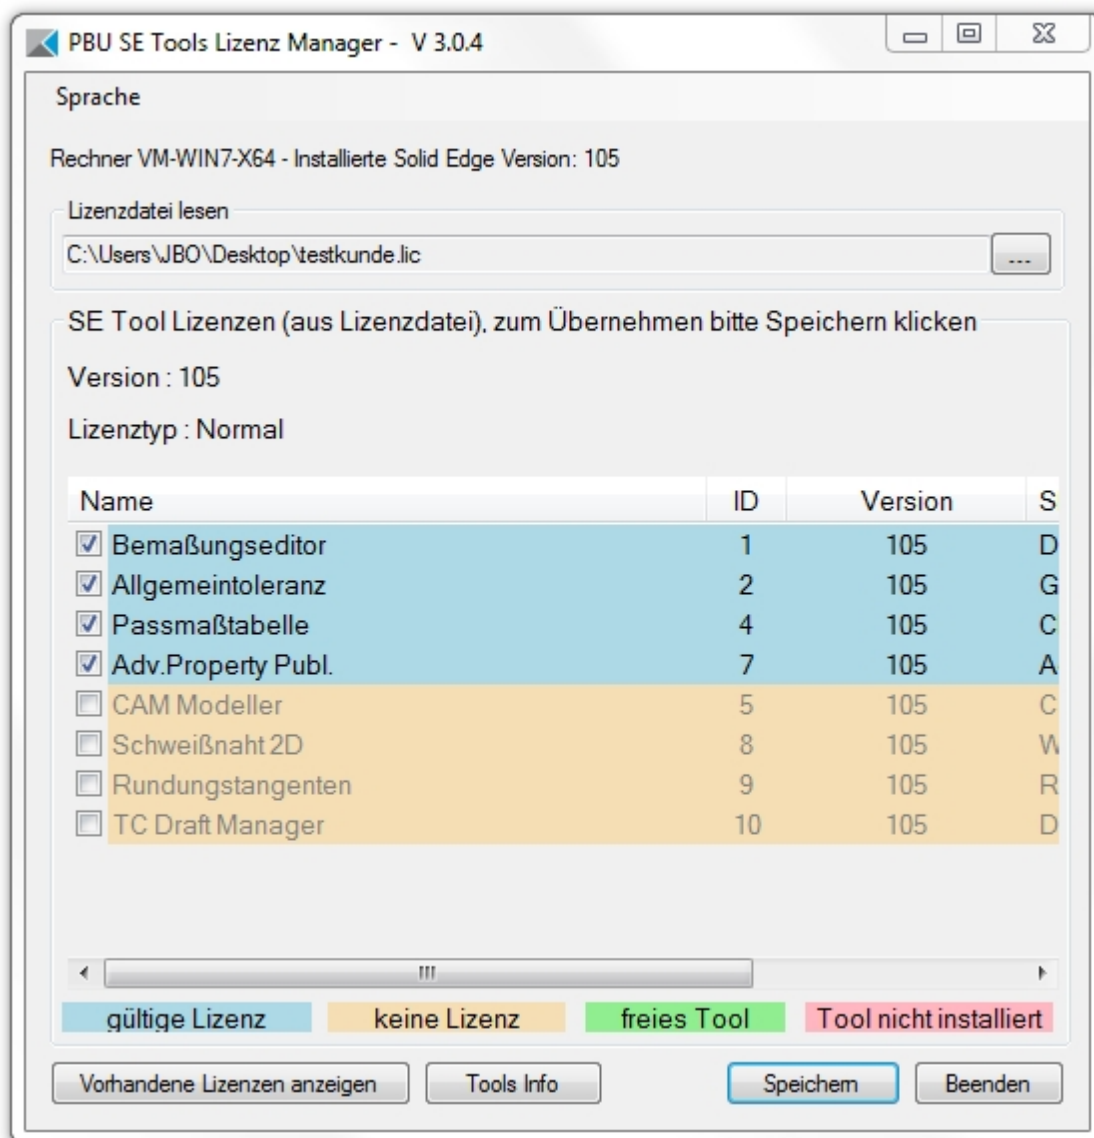 PBU SE Tools Lizenz Manager - V 3.0.4
Sprache
Rechner VM-WIN7-X64 - Installierte Solid Edge Version: 105
Lizenzdatei lesen
C:\Users\JBO\Desktop\testkunde.lic ...
SE Tool Lizenzen (aus Lizenzdatei), zum Übernehmen bitte Speichern klicken
Version : 105
Lizenztyp : Normal
Name ID Version S
Bemaßungseditor 1 105 D
Allgemeintoleranz 2 105 G
Passmaßtabelle 4 105 C
Adv.Property Publ. 7 105 A
CAM Modeller 5 105 C
Schweißnaht 2D 8 105 W
Rundungstangenten 9 105 R
TC Draft Manager 10 105 D
gültige Lizenz keine Lizenz freies Tool Tool nicht installiert
Vorhandene Lizenzen anzeigen Tools Info Speichern Beenden